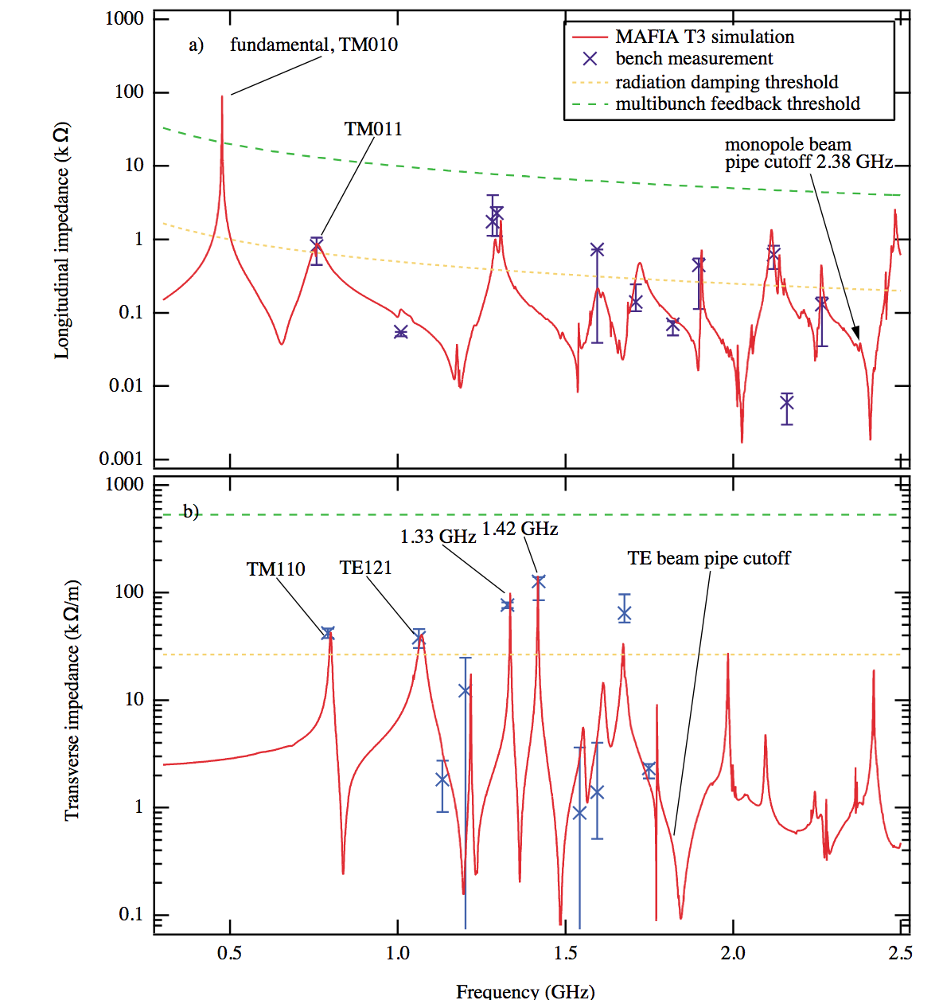 1000
100
10
1
0.1
0.01
0.001
Longitudinal impedance (k Ω)
a)
fundamental, TM010
TM011
MAFIA T3 simulation
bench measurement
radiation damping threshold
multibunch feedback threshold
monopole beam
pipe cutoff 2.38 GHz
1000
100
10
1
0.1
Transverse impedance (k Ω/m)
b)
TM110
TE121
1.33 GHz
1.42 GHz
TE beam pipe cutoff
0.5
1.0
1.5
2.0
2.5
Frequency (GHz)